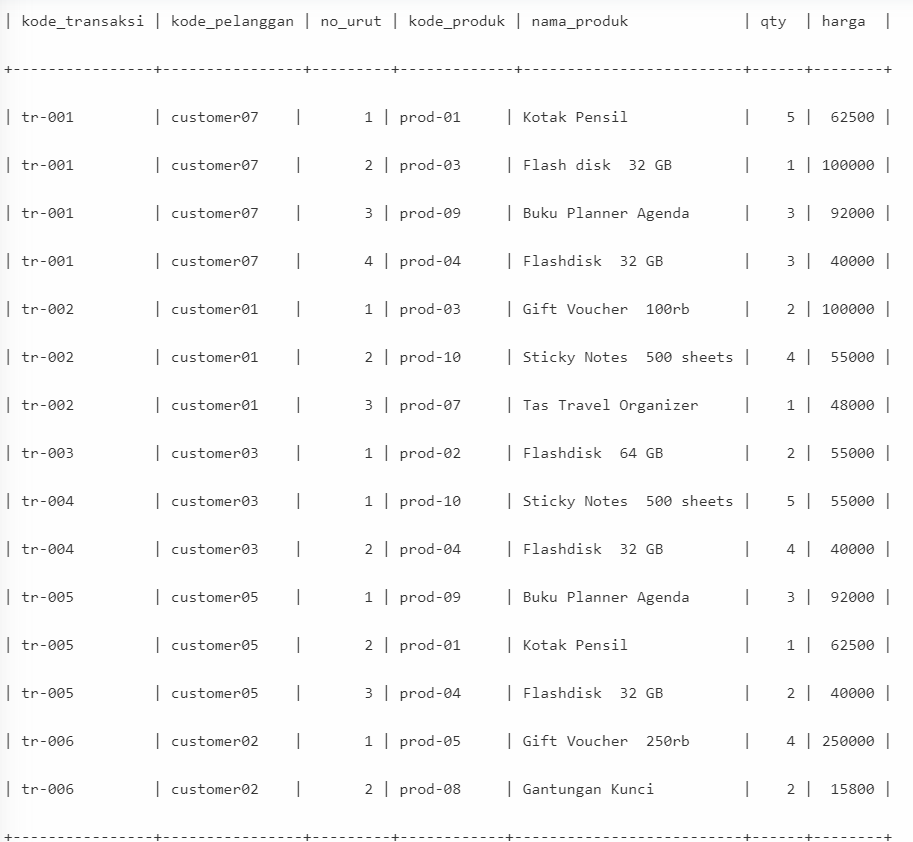 | kode_transaksi | kode_pelanggan | no_urut | kode_produk | nama_produk             | qty  | harga  |
+----------------+----------------+---------+-------------+-------------------------+------+--------+
| tr-001         | customer07    |       1 | prod-01     | Kotak Pensil             |    5 |  62500 |
| tr-001         | customer07    |       2 | prod-03     | Flash disk  32 GB        |    1 | 100000 |
| tr-001         | customer07    |       3 | prod-09     | Buku Planner Agenda      |    3 |  92000 |
| tr-001         | customer07    |       4 | prod-04     | Flashdisk  32 GB         |    3 |  40000 |
| tr-002         | customer01    |       1 | prod-03     | Gift Voucher  100rb      |    2 | 100000 |
| tr-002         | customer01    |       2 | prod-10     | Sticky Notes  500 sheets |    4 |  55000 |
| tr-002         | customer01    |       3 | prod-07     | Tas Travel Organizer     |    1 |  48000 |
| tr-003         | customer03    |       1 | prod-02     | Flashdisk  64 GB         |    2 |  55000 |
| tr-004         | customer03    |       1 | prod-10     | Sticky Notes  500 sheets |    5 |  55000 |
| tr-004         | customer03    |       2 | prod-04     | Flashdisk  32 GB         |    4 |  40000 |
| tr-005         | customer05    |       1 | prod-09     | Buku Planner Agenda      |    3 |  92000 |
| tr-005         | customer05    |       2 | prod-01     | Kotak Pensil             |    1 |  62500 |
| tr-005         | customer05    |       3 | prod-04     | Flashdisk  32 GB         |    2 |  40000 |
| tr-006         | customer02    |       1 | prod-05     | Gift Voucher  250rb      |    4 | 250000 |
| tr-006         | customer02    |       2 | prod-08     | Gantungan Kunci          |    2 |  15800 |
+----------------+---------------+---------+------------+--------------------------+------+--------+